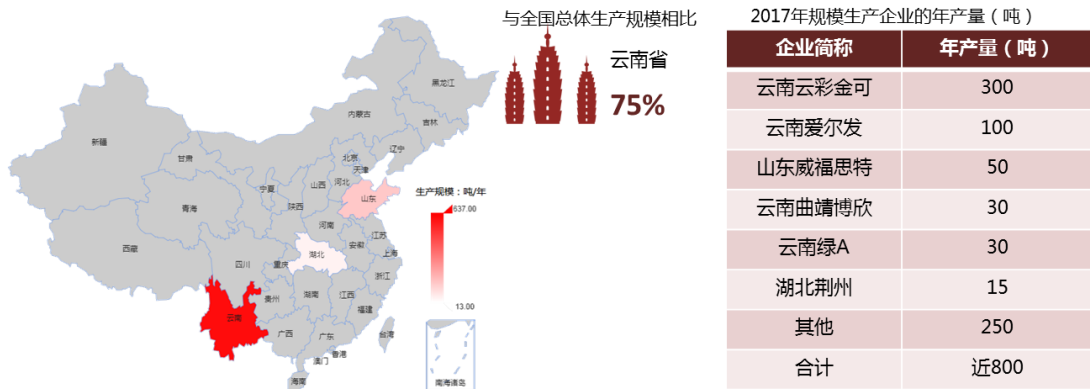 与全国总体生产规模相比
云南省
75%
黑龙江
内蒙古
吉林
新疆
辽宁
甘肃
北京
天津
河北
山西
宁夏
山东
青海
陕西
河南
江苏
安徽
西藏
上海
湖北
四川
重庆
浙江
湖南
江西
贵州
福建
云南
台湾
广西
广东
香港
澳门
海南
南海诸岛
生产规模：吨/年
637.00
13.00
2017年规模生产企业的年产量（吨）
企业简称 年产量（吨）
云南云彩金可 300
云南爱尔发 100
山东威福思特 50
云南曲靖博欣 30
云南绿A 30
湖北荆州 15
其他 250
合计 近800